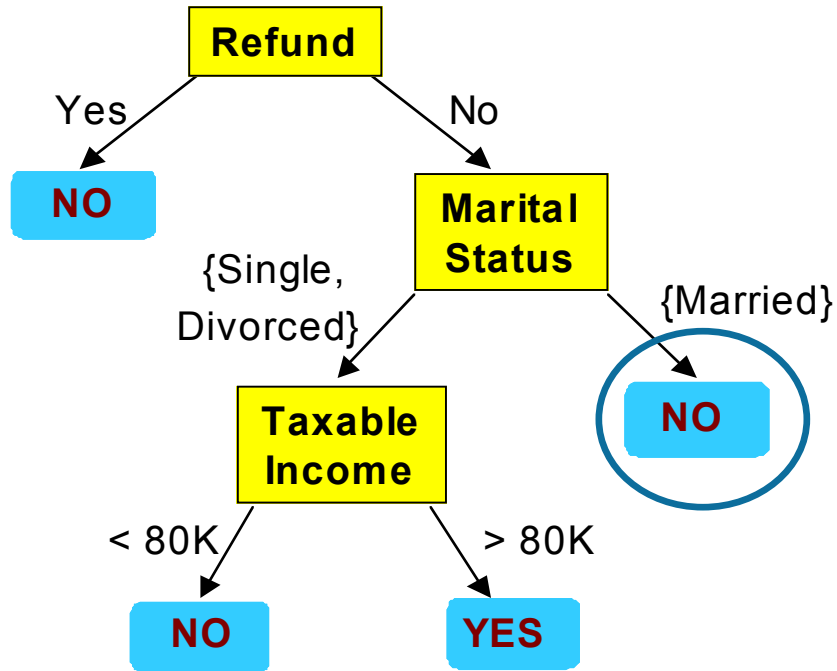 Refund
Yes
No
NO
Marital
Status
{Single,
Divorced}
{Married}
NO
Taxable
Income
< 80K
> 80K
NO
YES